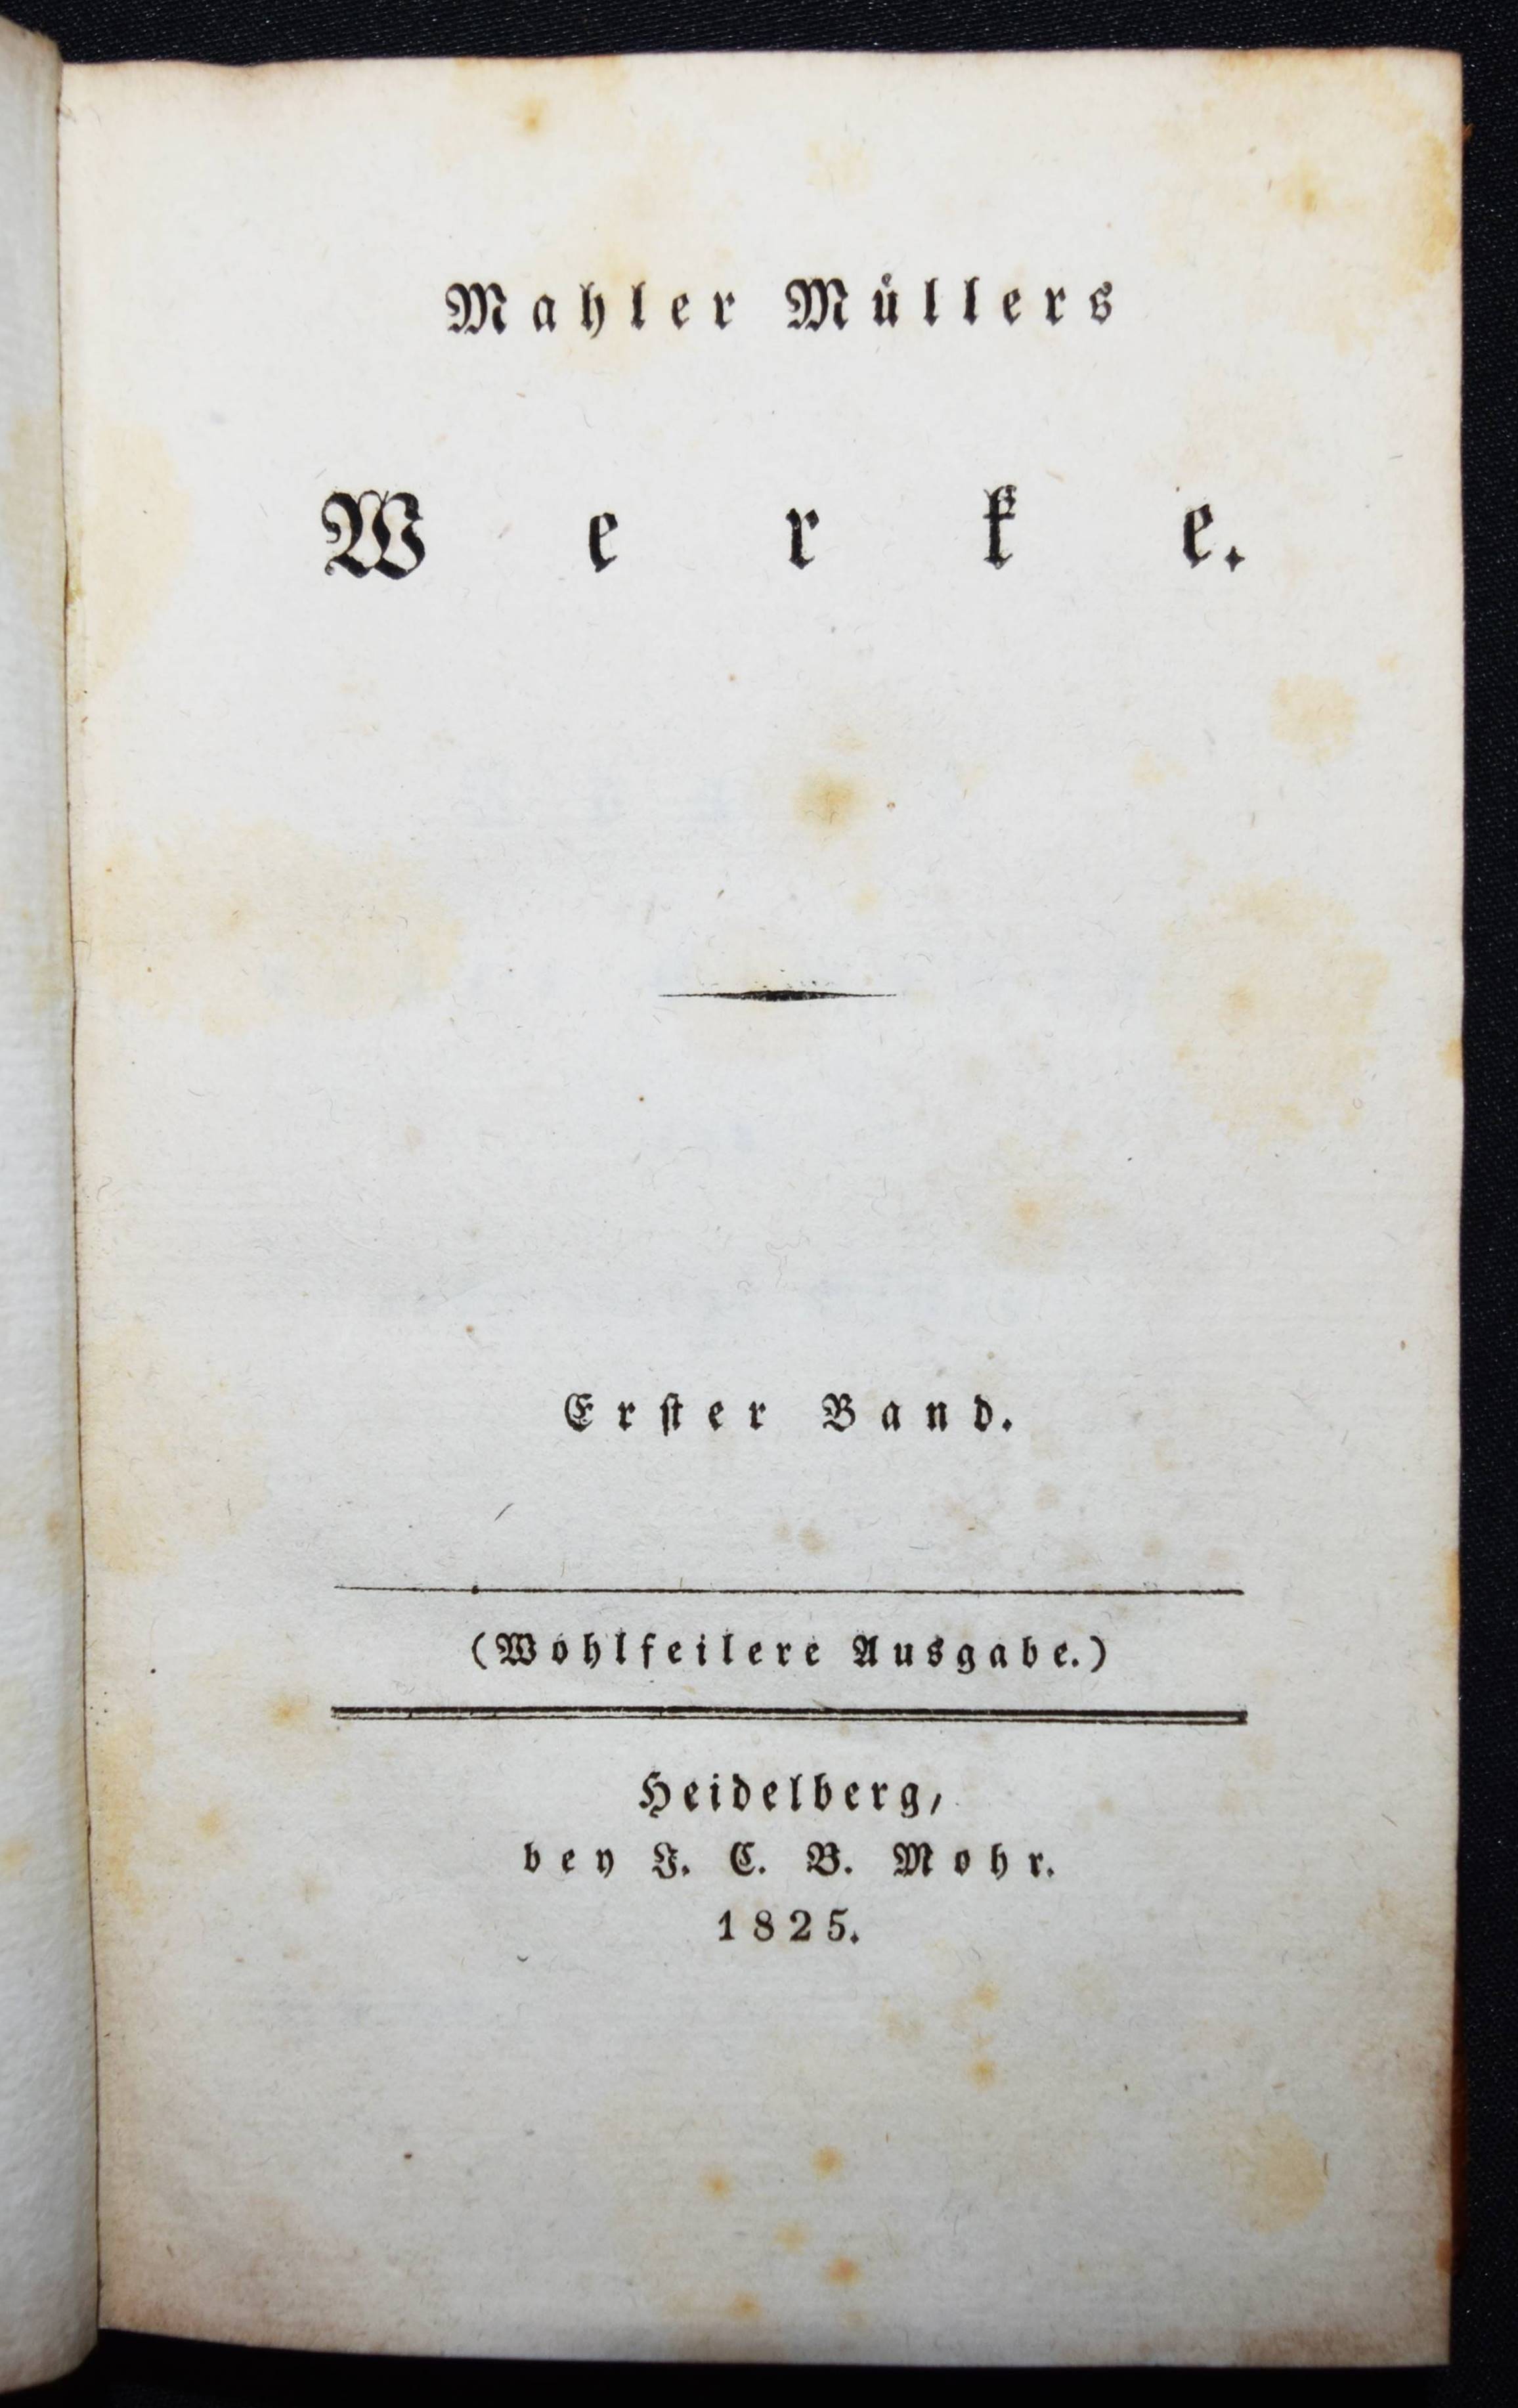 Mahler Müllers
Werke.
Erster Band.
(Wohlfeilere Ausgabe.)
Heidelberg,
bey J. C. B. Mohr.
1825.